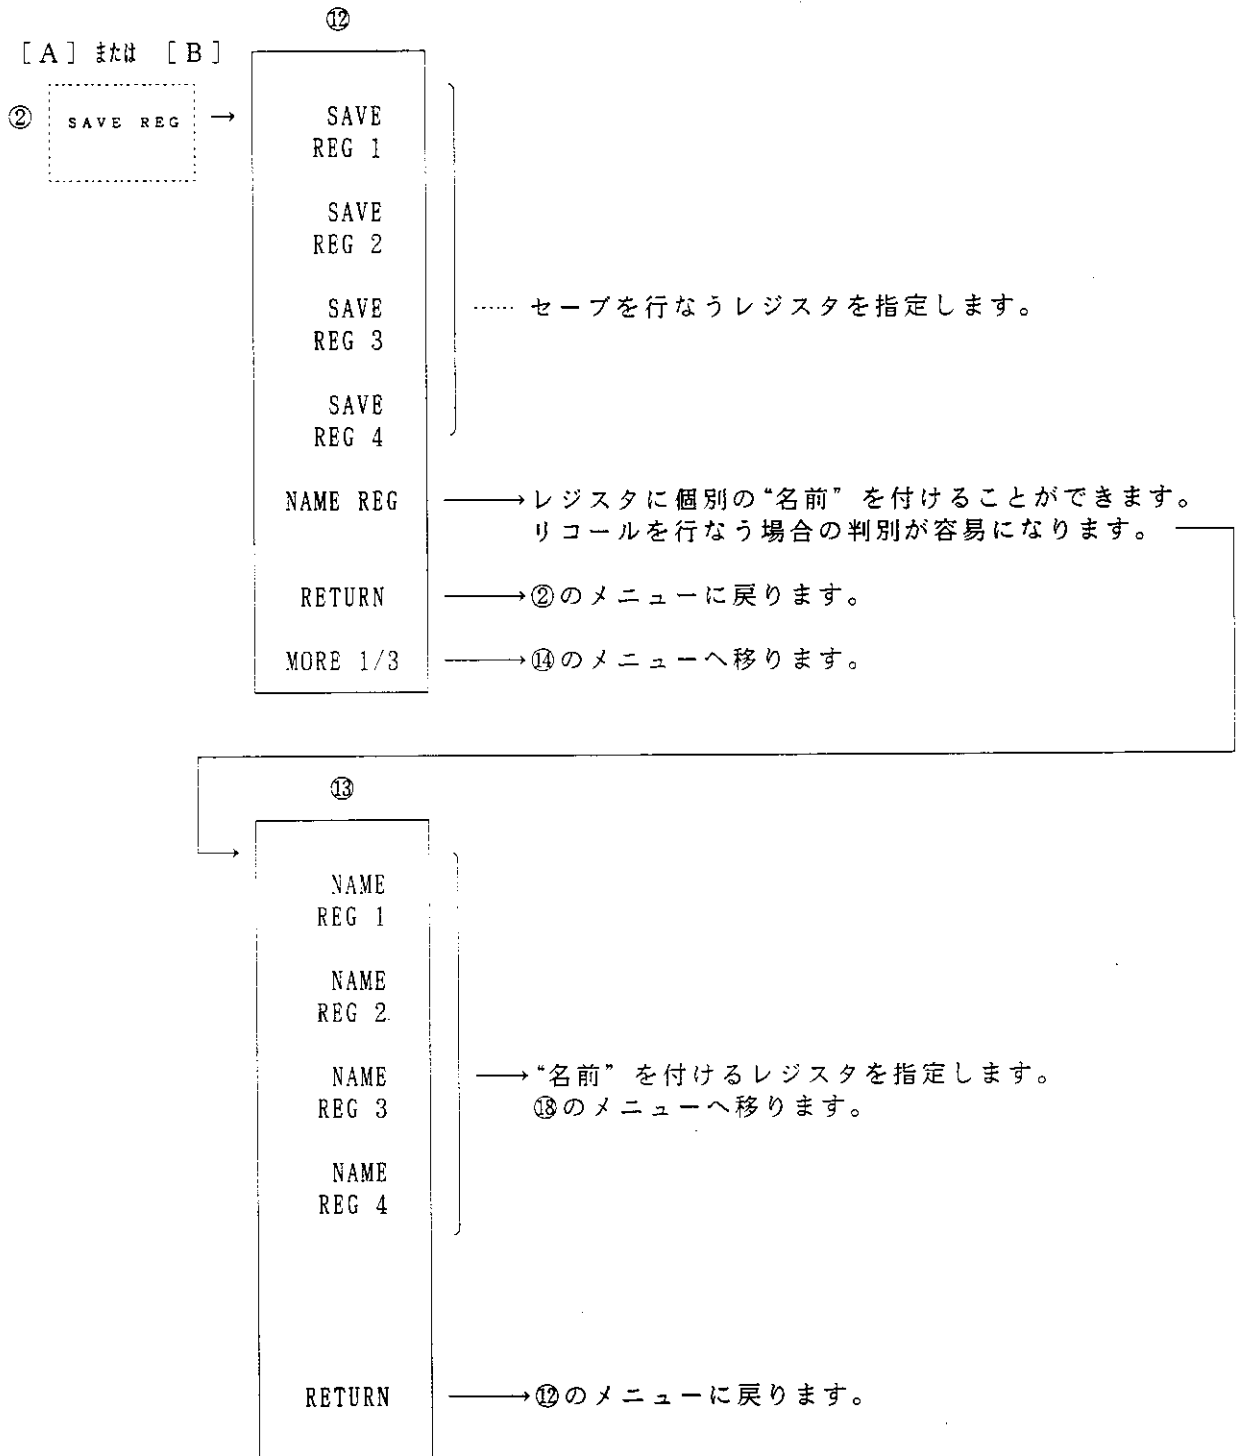 ⑫
[A] または [B]
② SAVE REG →
SAVE
REG 1
SAVE
REG 2
SAVE
REG 3
SAVE
REG 4
…… セーブを行なうレジスタを指定します。
NAME REG → レジスタに個別の“名前”を付けることができます。
リコールを行なう場合の判別が容易になります。
RETURN → ②のメニューに戻ります。
MORE 1/3 → ⑭のメニューへ移ります。
⑬
NAME
REG 1
NAME
REG 2
NAME
REG 3
NAME
REG 4
→ “名前”を付けるレジスタを指定します。
⑱のメニューへ移ります。
RETURN → ⑫のメニューに戻ります。